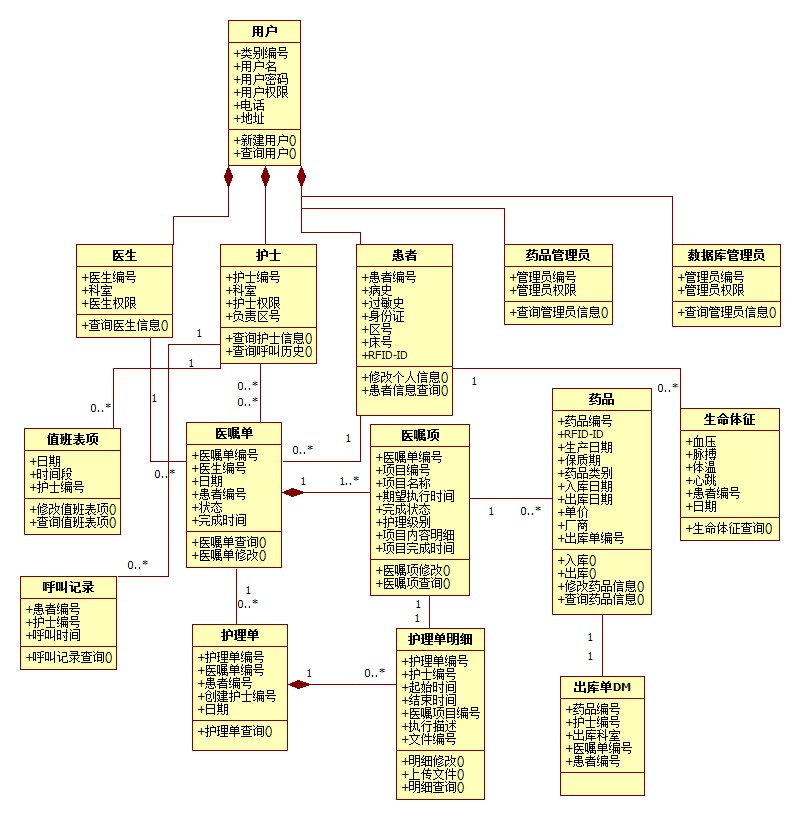 用户
+类别编号
+用户名
+用户密码
+用户权限
+电话
+地址
+新建用户()
+查询用户()
医生
+医生编号
+科室
+医生权限
+查询医生信息()
护士
+护士编号
+科室
+护士权限
+负责区号
+查询护士信息()
+查询呼叫历史()
患者
+患者编号
+病史
+过敏史
+身份证
+区号
+床号
+RFID-ID
+修改个人信息()
+患者信息查询()
药品管理员
+管理员编号
+管理员权限
+查询管理员信息()
数据库管理员
+管理员编号
+管理员权限
+查询管理员信息()
1
1
0..*
0..*
1
0..*
1
0..*
1
0..*
值班表项
+日期
+时间段
+护士编号
+修改值班表项()
+查询值班表项()
0..*
医嘱单
+医嘱单编号
+医生编号
+日期
+患者编号
+状态
+完成时间
+医嘱单查询()
+医嘱单修改()
1
1..*
医嘱项
+医嘱单编号
+项目编号
+项目名称
+期望执行时间
+完成状态
+护理级别
+项目内容明细
+项目完成时间
+医嘱项修改()
+医嘱项查询()
1
0..*
药品
+药品编号
+RFID-ID
+生产日期
+保质期
+药品类别
+入库日期
+出库日期
+单价
+厂商
+出库单编号
+入库()
+出库()
+修改药品信息()
+查询药品信息()
生命体征
+血压
+脉搏
+体温
+心跳
+患者编号
+日期
+生命体征查询()
0..*
呼叫记录
+患者编号
+护士编号
+呼叫时间
+呼叫记录查询()
1
0..*
护理单
+护理单编号
+医嘱单编号
+患者编号
+创建护士编号
+日期
+护理单查询()
1
0..*
1
1
护理单明细
+护理单编号
+护士编号
+起始时间
+结束时间
+医嘱项目编号
+执行描述
+文件编号
+明细修改()
+上传文件()
+明细查询()
1
1
出库单DM
+药品编号
+护士编号
+出库科室
+医嘱单编号
+患者编号